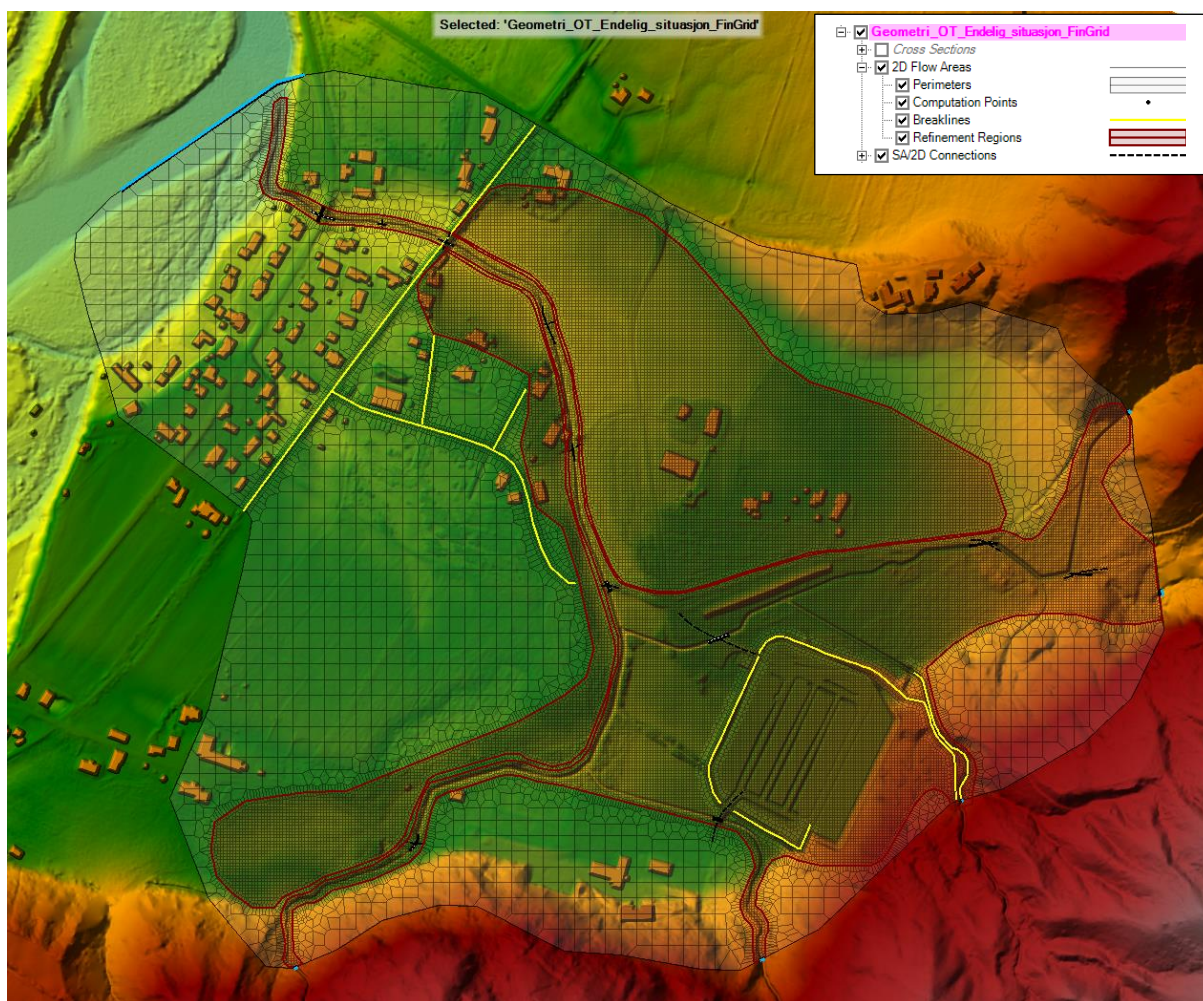 Selected: 'Geometri_OT_Endelig_situasjon_FinGrid'
Geometri_OT_Endelig_situasjon_FinGrid
Cross Sections
2D Flow Areas
Perimeters
Computation Points
Breaklines
Refinement Regions
SA/2D Connections